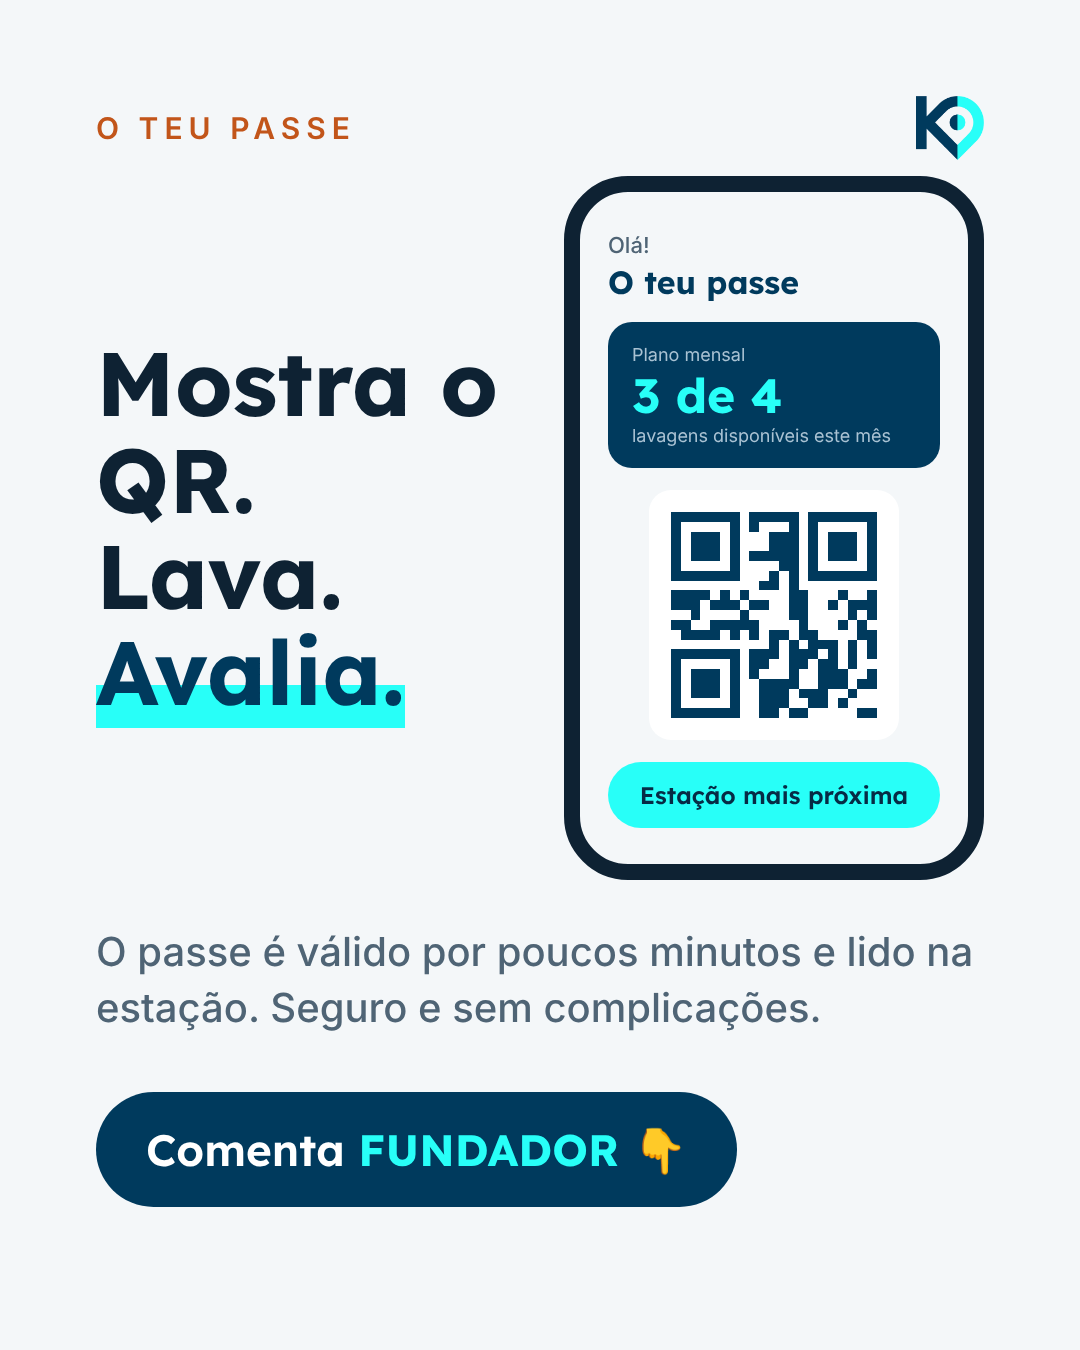 O TEU PASSE
Mostra o
QR.
Lava.
Avalia.
Olá!
O teu passe
Plano mensal
3 de 4
lavagens disponíveis este mês
Estação mais próxima
O passe é válido por poucos minutos e lido na
estação. Seguro e sem complicações.
Comenta FUNDADOR 👇